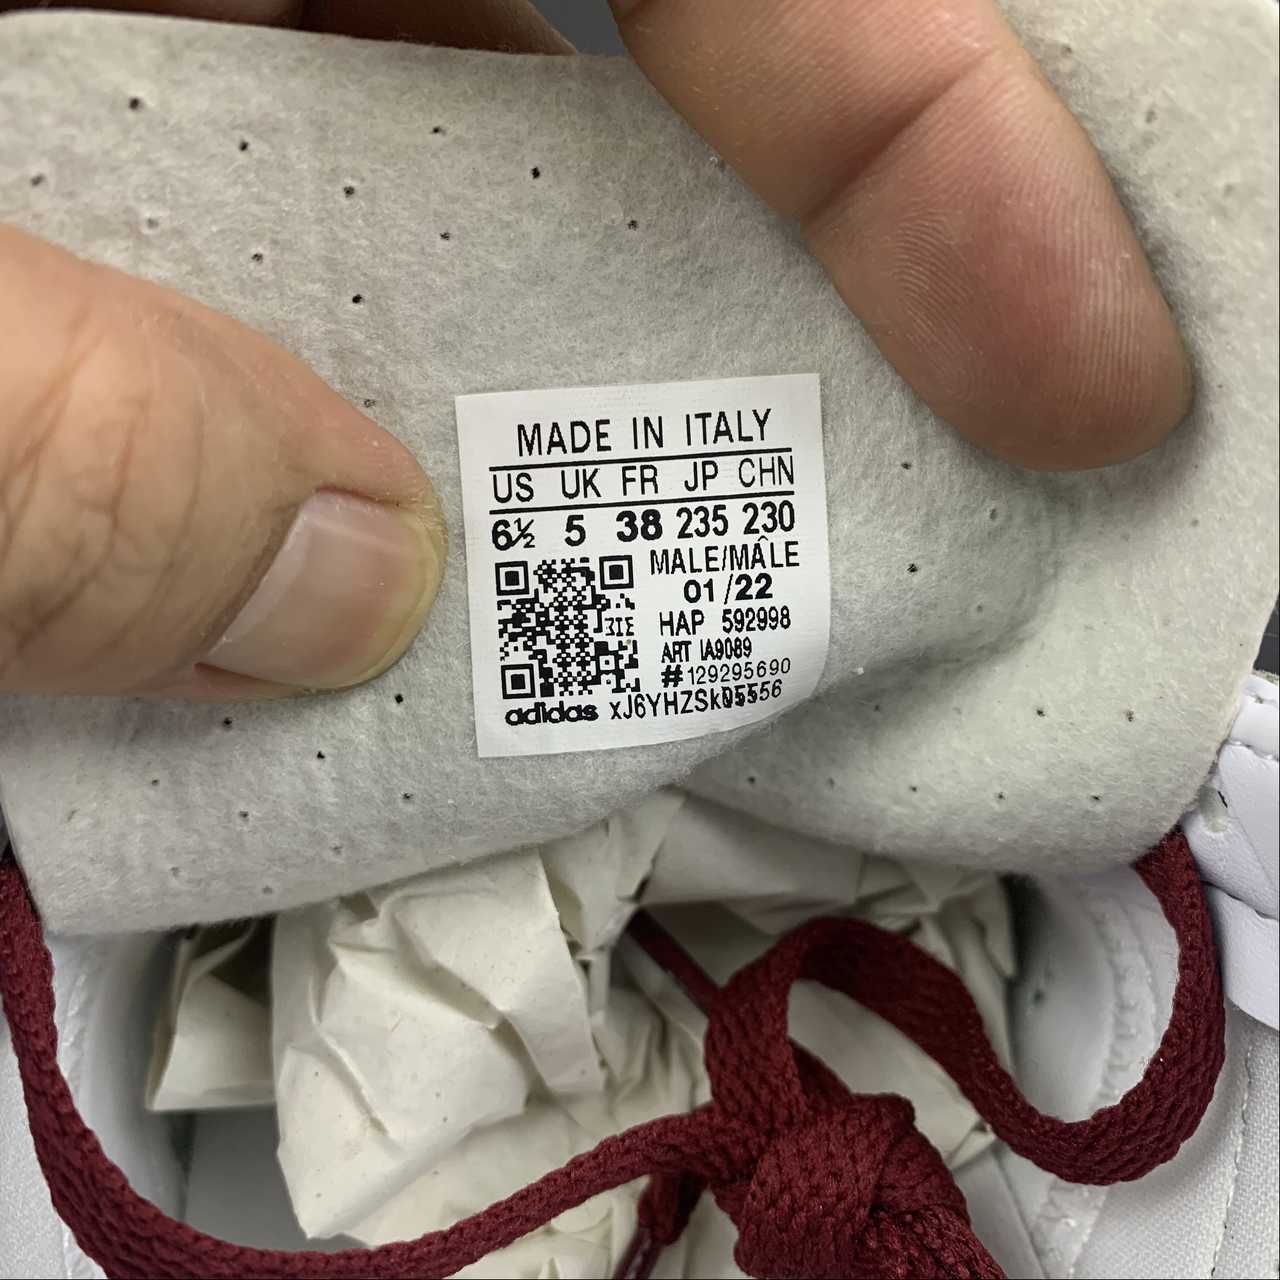 MADE IN ITALY
US UK FR JP CHN
6½ 5 38 235 230
MALE/MÂLE
01/22
HAP 592998
ART IA9089
#129295690
adidas